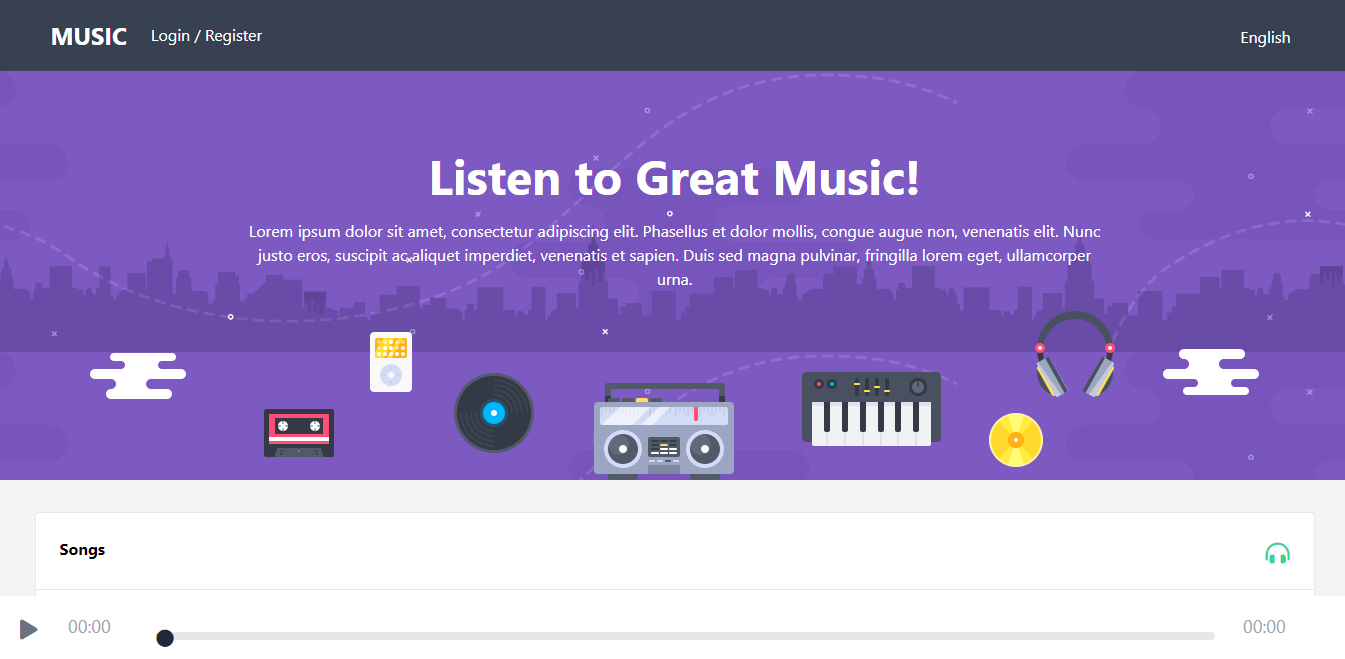 MUSIC Login / Register English
Listen to Great Music!
Lorem ipsum dolor sit amet, consectetur adipiscing elit. Phasellus et dolor mollis, congue augue non, venenatis elit. Nunc
justo eros, suscipit ac aliquet imperdiet, venenatis et sapien. Duis sed magna pulvinar, fringilla lorem eget, ullamcorper
urna.
Songs
00:00 00:00